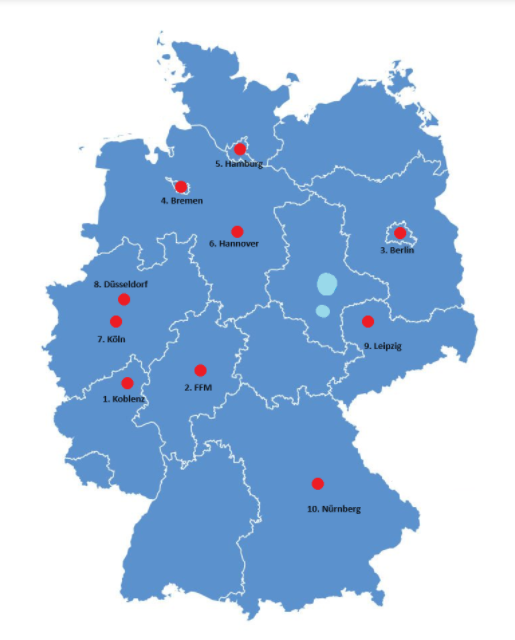 5. Hamburg
4. Bremen
6. Hannover
3. Berlin
8. Düsseldorf
7. Köln
9. Leipzig
2. FFM
1. Koblenz
10. Nürnberg